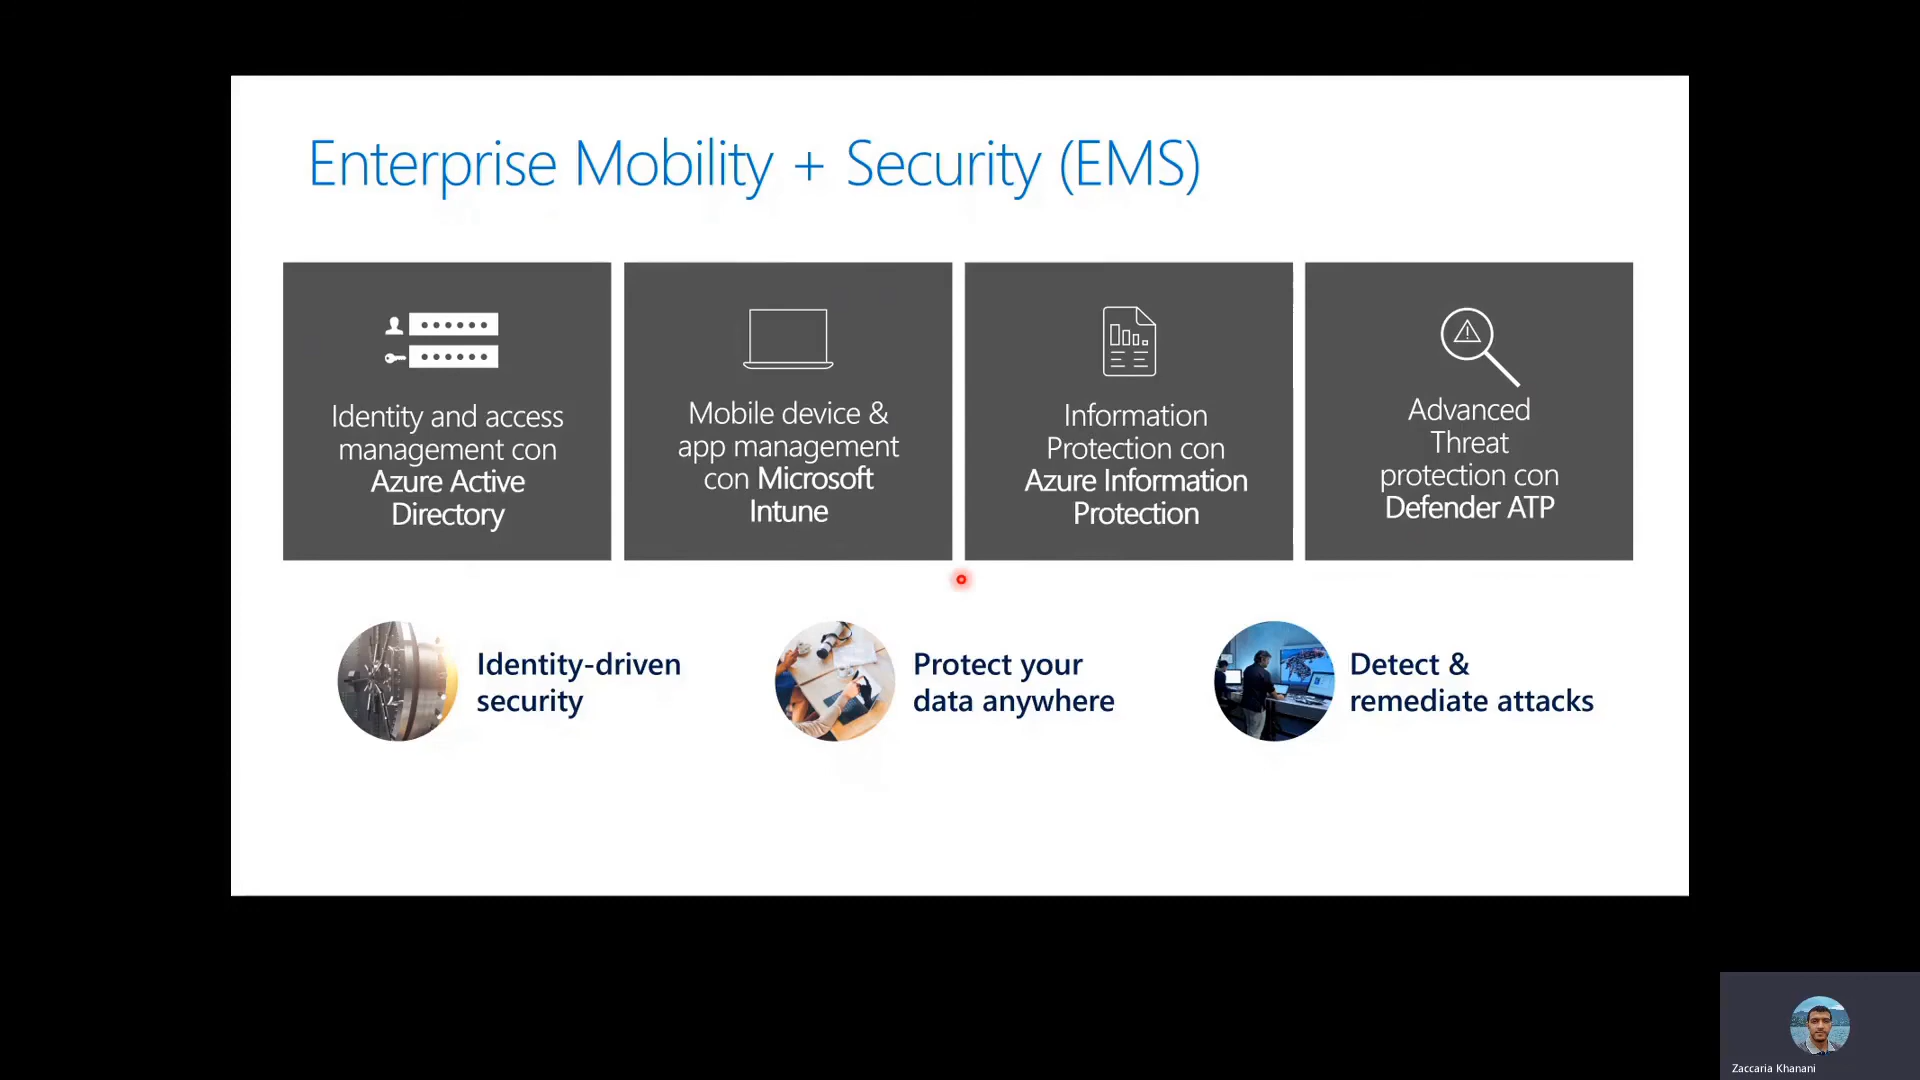 Enterprise Mobility + Security (EMS)
Identity and access
management con
Azure Active
Directory
Mobile device &
app management
con Microsoft
Intune
Information
Protection con
Azure Information
Protection
Advanced
Threat
protection con
Defender ATP
Identity-driven
security
Protect your
data anywhere
Detect &
remediate attacks
Zaccaria Khanani